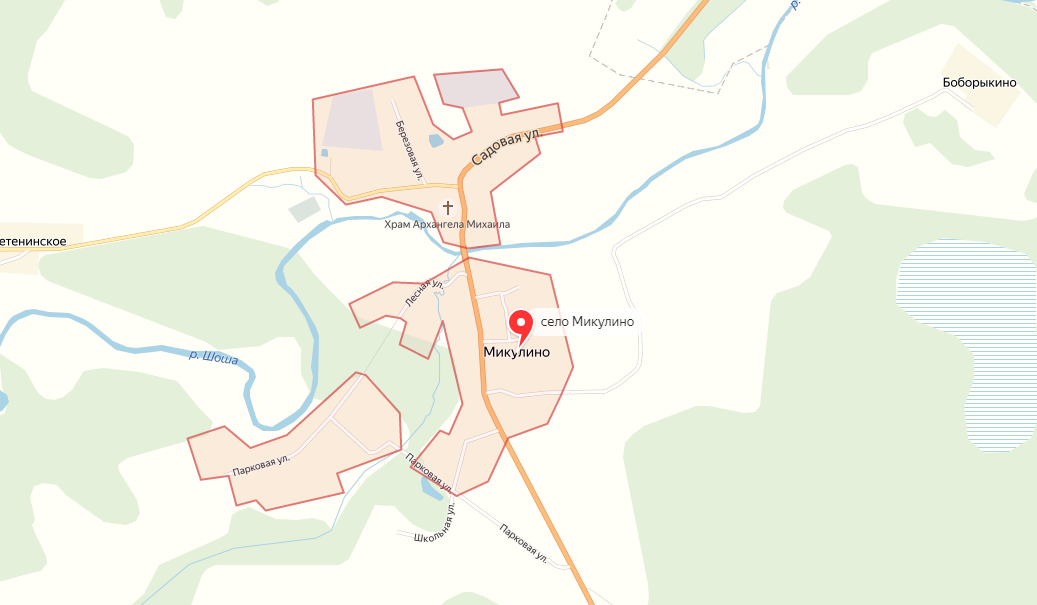 р.
Боборыкино
Березовая ул.
Садовая ул.
Храм Архангела Михаила
етенинское
Лесная ул.
село Микулино
Микулино
р. Шоша
Парковая ул.
Парковая ул.
Школьная ул.
Парковая ул.